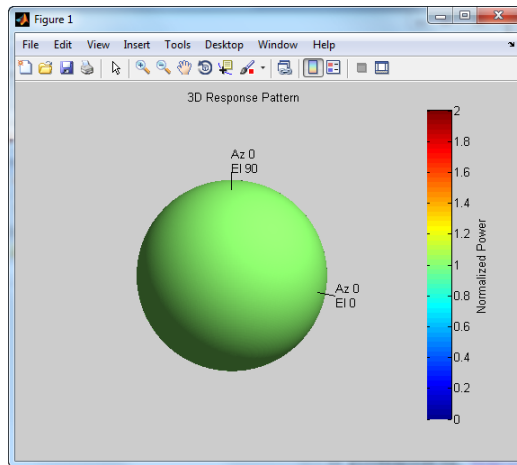 Figure 1
File Edit View Insert Tools Desktop Window Help
3D Response Pattern
Az 0
El 90
Az 0
El 0
2
1.8
1.6
1.4
1.2
1
0.8
0.6
0.4
0.2
0
Normalized Power